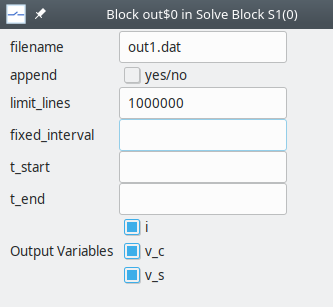 Block out$0 in Solve Block S1(0)
filename out1.dat
append yes/no
limit_lines 1000000
fixed_interval
t_start
t_end
i
Output Variables v_c
v_s